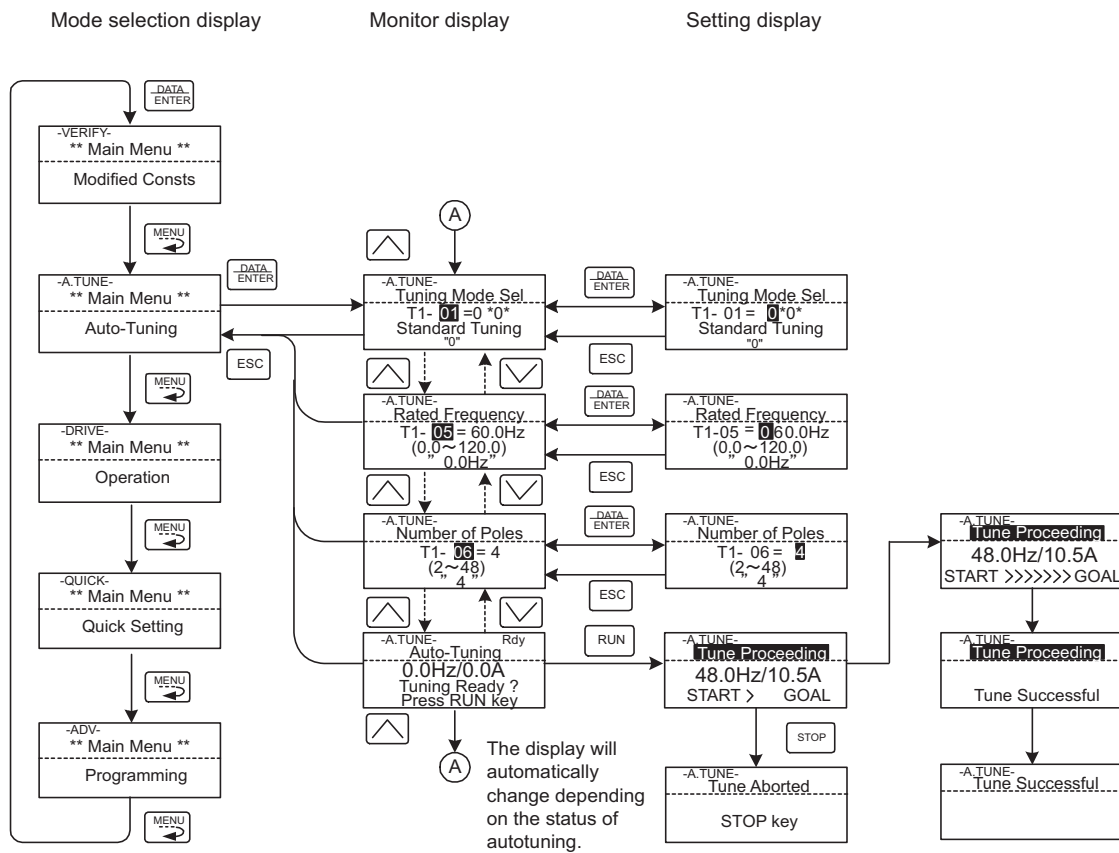 Mode selection display
Monitor display
Setting display
DATA
ENTER
-VERIFY-
** Main Menu **
Modified Consts
MENU
-A.TUNE-
** Main Menu **
Auto-Tuning
DATA
ENTER
ESC
MENU
-DRIVE-
** Main Menu **
Operation
MENU
-QUICK-
** Main Menu **
Quick Setting
MENU
-ADV-
** Main Menu **
Programming
MENU
A
-A.TUNE-
Tuning Mode Sel
T1- 01 =0 *0*
Standard Tuning
"0"
DATA
ENTER
ESC
-A.TUNE-
Tuning Mode Sel
T1- 01 = 0*0*
Standard Tuning
"0"
-A.TUNE-
Rated Frequency
T1- 05 = 60.0Hz
(0.0~120.0)
" 0.0Hz"
DATA
ENTER
ESC
-A.TUNE-
Rated Frequency
T1-05 = 060.0Hz
(0.0~120.0)
" 0.0Hz"
-A.TUNE-
Number of Poles
T1- 06 = 4
(2~48)
" 4 "
DATA
ENTER
ESC
-A.TUNE-
Number of Poles
T1- 06 = 4
(2~48)
" 4 "
-A.TUNE- Rdy
Auto-Tuning
0.0Hz/0.0A
Tuning Ready ?
Press RUN key
RUN
-A.TUNE-
Tune Proceeding
48.0Hz/10.5A
START > GOAL
STOP
-A.TUNE-
Tune Aborted
STOP key
-A.TUNE-
Tune Proceeding
48.0Hz/10.5A
START >>>>>>> GOAL
-A.TUNE-
Tune Proceeding
Tune Successful
-A.TUNE-
Tune Successful
A
The display will
automatically
change depending
on the status of
autotuning.